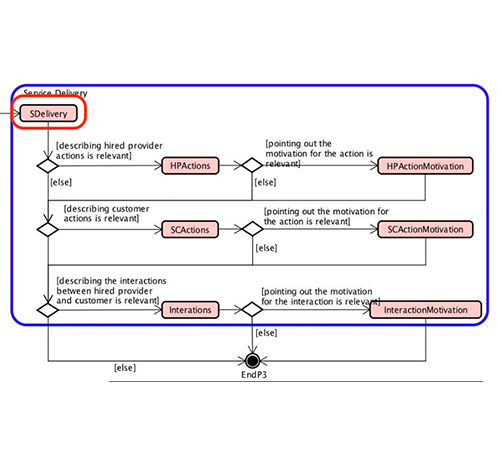 Service Delivery
SDelivery
[describing hired provider
actions is relevant]
HPActions
[pointing out the
motivation for the action is
relevant]
HPActionMotivation
[else]
[else]
[describing customer
actions is relevant]
SCActions
[pointing out the motivation for
the action is relevant]
SCActionMotivation
[else]
[describing the interactions
between hired provider
and customer is relevant]
Interations
[pointing out the motivation
for the interaction is relevant]
InteractionMotivation
[else]
[else]
EndP3